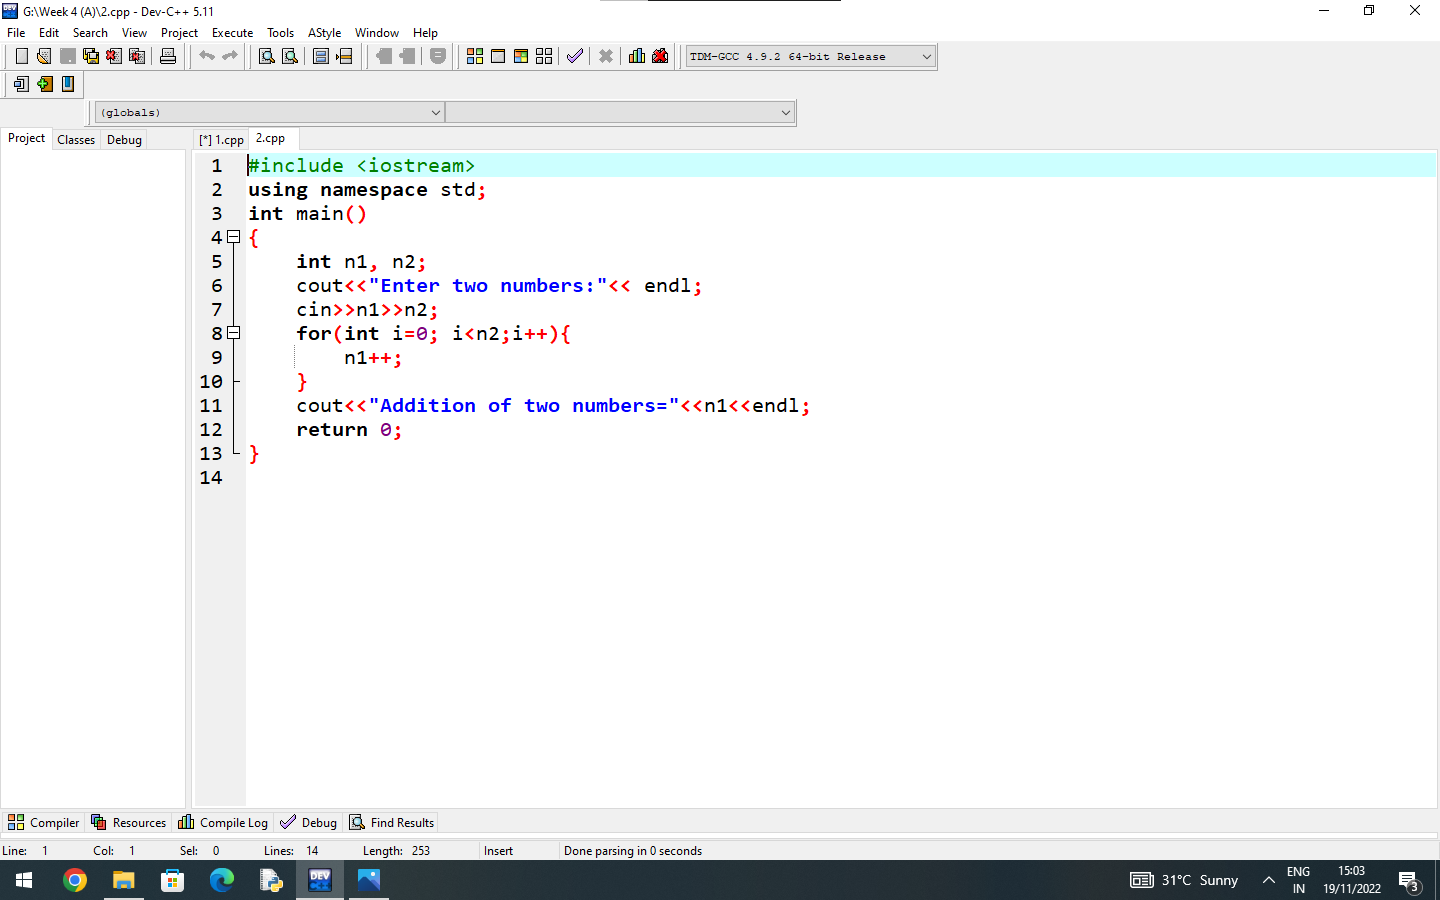 G:\Week 4 (A)\2.cpp - Dev-C++ 5.11
File Edit Search View Project Execute Tools AStyle Window Help
TDM-GCC 4.9.2 64-bit Release
(globals)
Project Classes Debug [*] 1.cpp 2.cpp
1 #include <iostream>
2 using namespace std;
3 int main()
4 {
5 int n1, n2;
6 cout<<"Enter two numbers:"<< endl;
7 cin>>n1>>n2;
8 for(int i=0; i<n2;i++){
9 n1++;
10 }
11 cout<<"Addition of two numbers="<<n1<<endl;
12 return 0;
13 }
14
Compiler Resources Compile Log Debug Find Results
Line: 1 Col: 1 Sel: 0 Lines: 14 Length: 253 Insert Done parsing in 0 seconds
DEV 31°C Sunny ENG 15:03
IN 19/11/2022 3